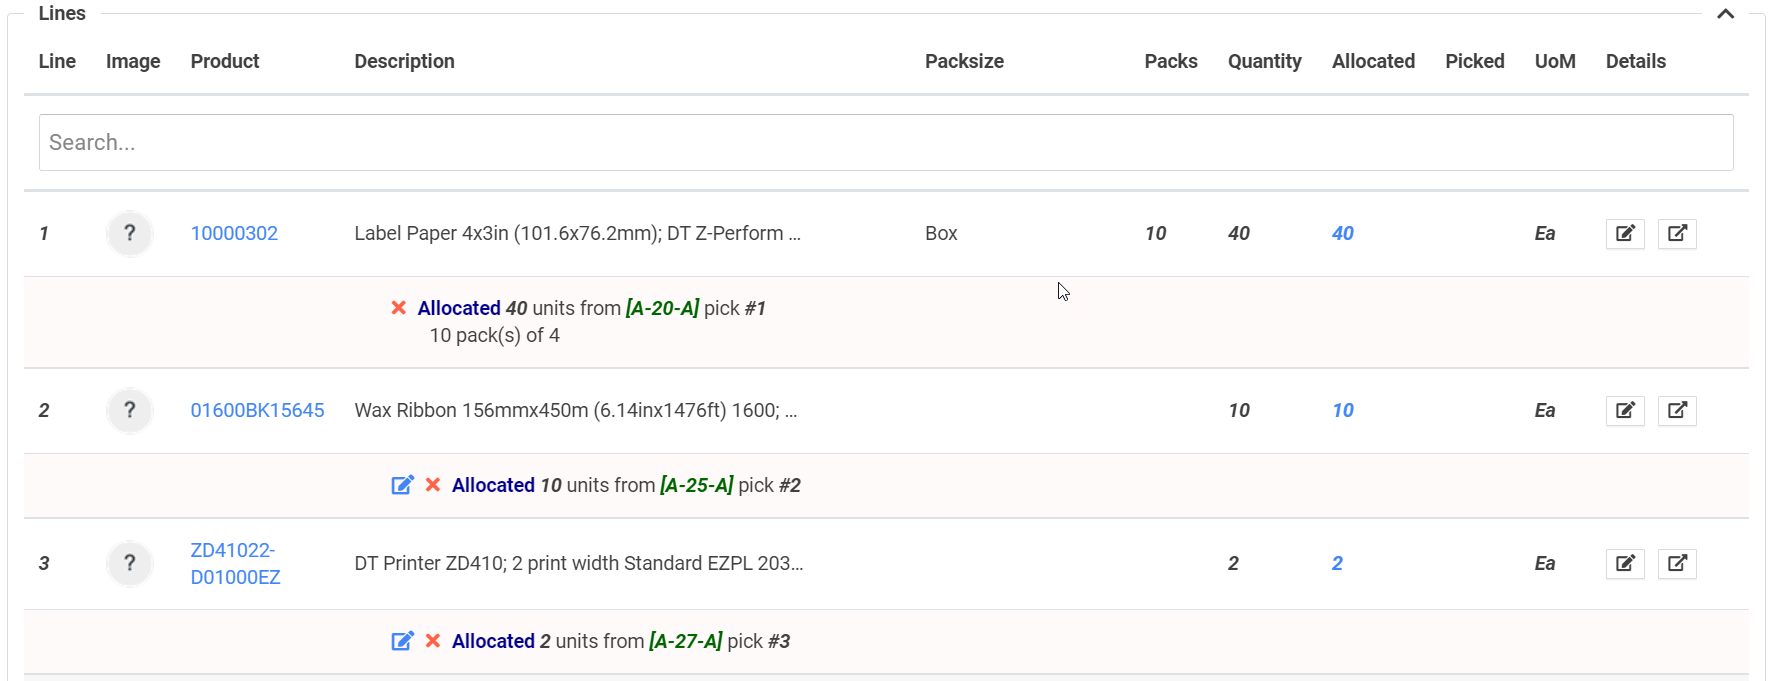 Lines
Line Image Product Description Packsize Packs Quantity Allocated Picked UoM Details
Search...
1 ? 10000302 Label Paper 4x3in (101.6x76.2mm); DT Z-Perform ... Box 10 40 40 Ea
Allocated 40 units from [A-20-A] pick #1
10 pack(s) of 4
2 ? 01600BK15645 Wax Ribbon 156mmx450m (6.14inx1476ft) 1600; ... 10 10 Ea
Allocated 10 units from [A-25-A] pick #2
3 ? ZD41022-
D01000EZ DT Printer ZD410; 2 print width Standard EZPL 203... 2 2 Ea
Allocated 2 units from [A-27-A] pick #3